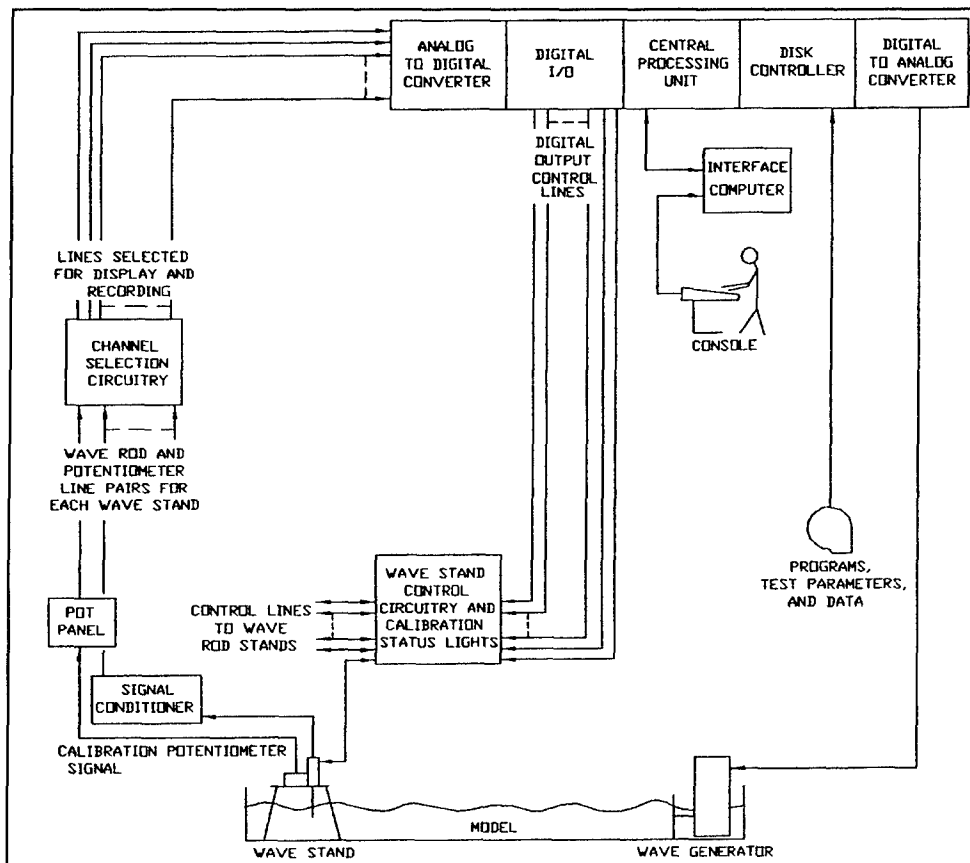 ANALOG
TO DIGITAL
CONVERTER
DIGITAL
I/O
CENTRAL
PROCESSING
UNIT
DISK
CONTROLLER
DIGITAL
TO ANALOG
CONVERTER
DIGITAL
OUTPUT
CONTROL
LINES
INTERFACE
COMPUTER
CONSOLE
LINES SELECTED
FOR DISPLAY AND
RECORDING
CHANNEL
SELECTION
CIRCUITRY
WAVE ROD AND
POTENTIOMETER
LINE PAIRS FOR
EACH WAVE STAND
PROGRAMS,
TEST PARAMETERS,
AND DATA
WAVE STAND
CONTROL
CIRCUITRY AND
CALIBRATION
STATUS LIGHTS
CONTROL LINES
TO WAVE
ROD STANDS
POT
PANEL
SIGNAL
CONDITIONER
CALIBRATION POTENTIOMETER
SIGNAL
MODEL
WAVE STAND
WAVE GENERATOR